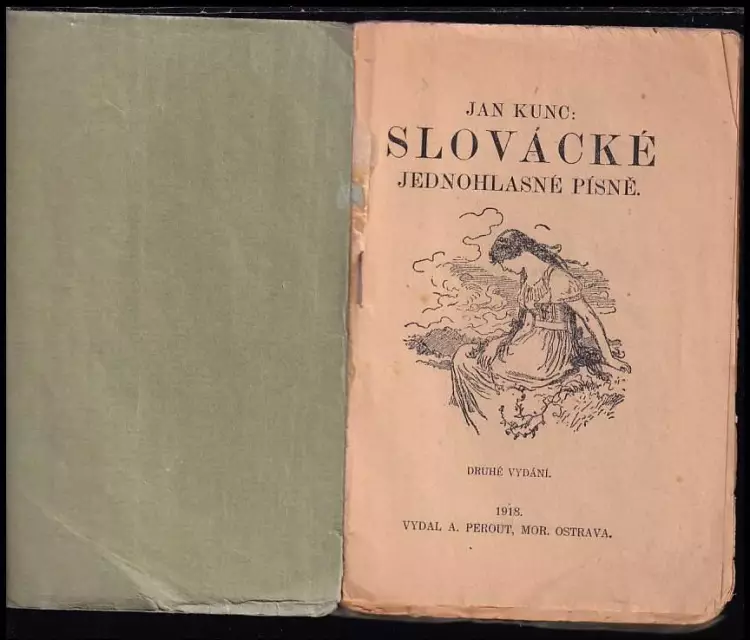 JAN KUNC:
SLOVÁCKÉ
JEDNOHLASNÉ PÍSNĚ.
DRUHÉ VYDÁNÍ.
1918.
VYDAL A. PEROUT, MOR. OSTRAVA.